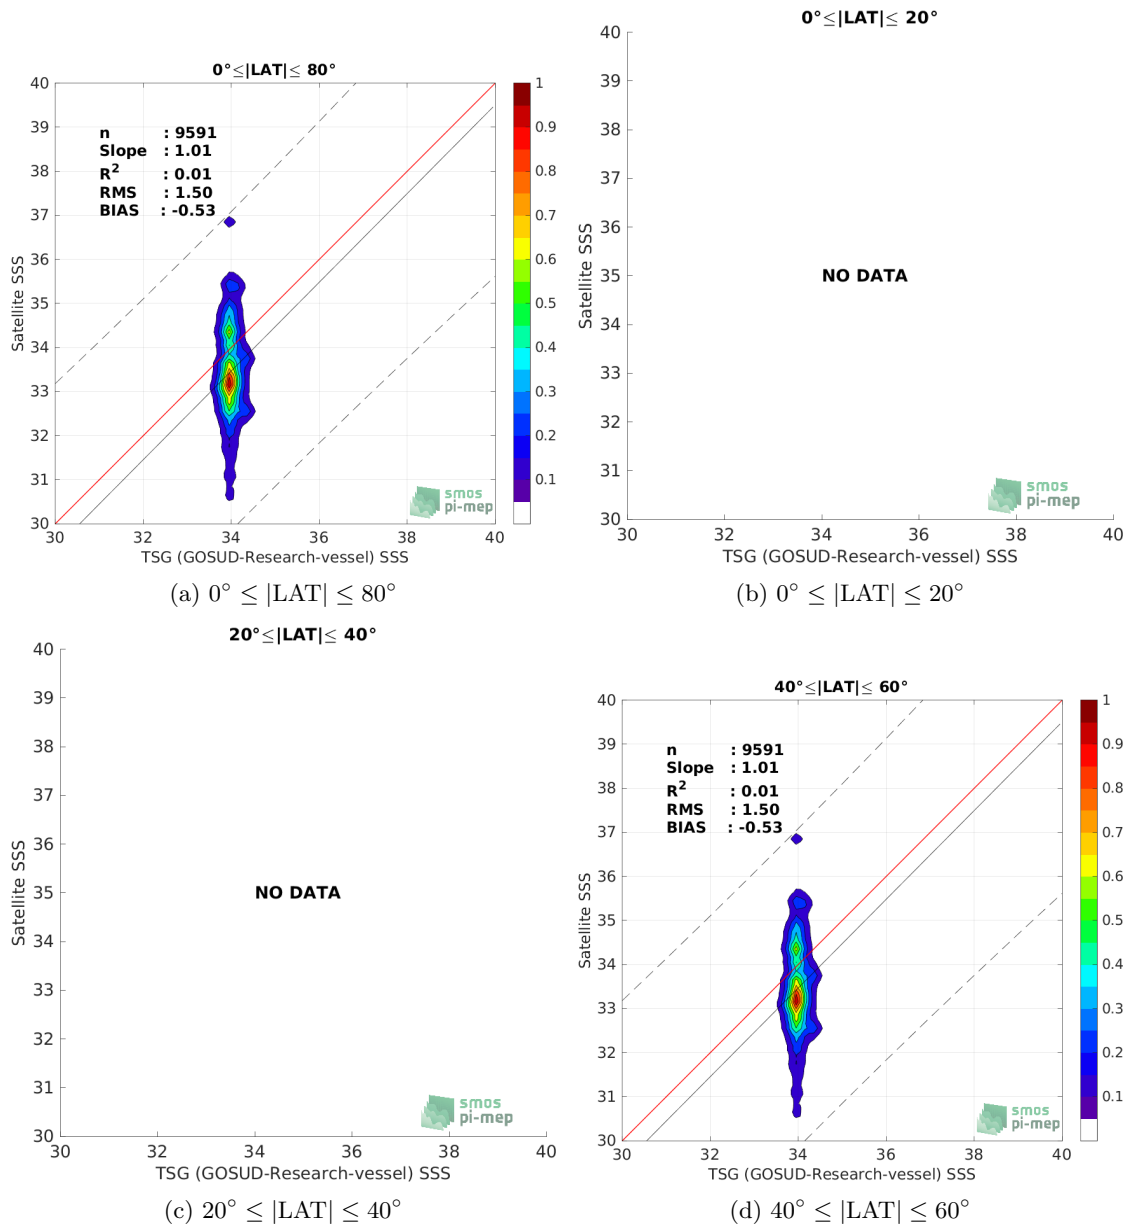 0°≤|LAT|≤ 80°
40
39
38
37
36
35
34
33
32
31
30
Satellite SSS
n : 9591
Slope : 1.01
R2 : 0.01
RMS : 1.50
BIAS : -0.53
1
0.9
0.8
0.7
0.6
0.5
0.4
0.3
0.2
0.1
smos
pi-mep
30 32 34 36 38 40
TSG (GOSUD-Research-vessel) SSS
(a) 0° ≤ |LAT| ≤ 80°
0°≤|LAT|≤ 20°
40
39
38
37
36
35
34
33
32
31
30
Satellite SSS
NO DATA
smos
pi-mep
30 32 34 36 38 40
TSG (GOSUD-Research-vessel) SSS
(b) 0° ≤ |LAT| ≤ 20°
20°≤|LAT|≤ 40°
40
39
38
37
36
35
34
33
32
31
30
Satellite SSS
NO DATA
smos
pi-mep
30 32 34 36 38 40
TSG (GOSUD-Research-vessel) SSS
(c) 20° ≤ |LAT| ≤ 40°
40°≤|LAT|≤ 60°
40
39
38
37
36
35
34
33
32
31
30
Satellite SSS
n : 9591
Slope : 1.01
R2 : 0.01
RMS : 1.50
BIAS : -0.53
1
0.9
0.8
0.7
0.6
0.5
0.4
0.3
0.2
0.1
smos
pi-mep
30 32 34 36 38 40
TSG (GOSUD-Research-vessel) SSS
(d) 40° ≤ |LAT| ≤ 60°